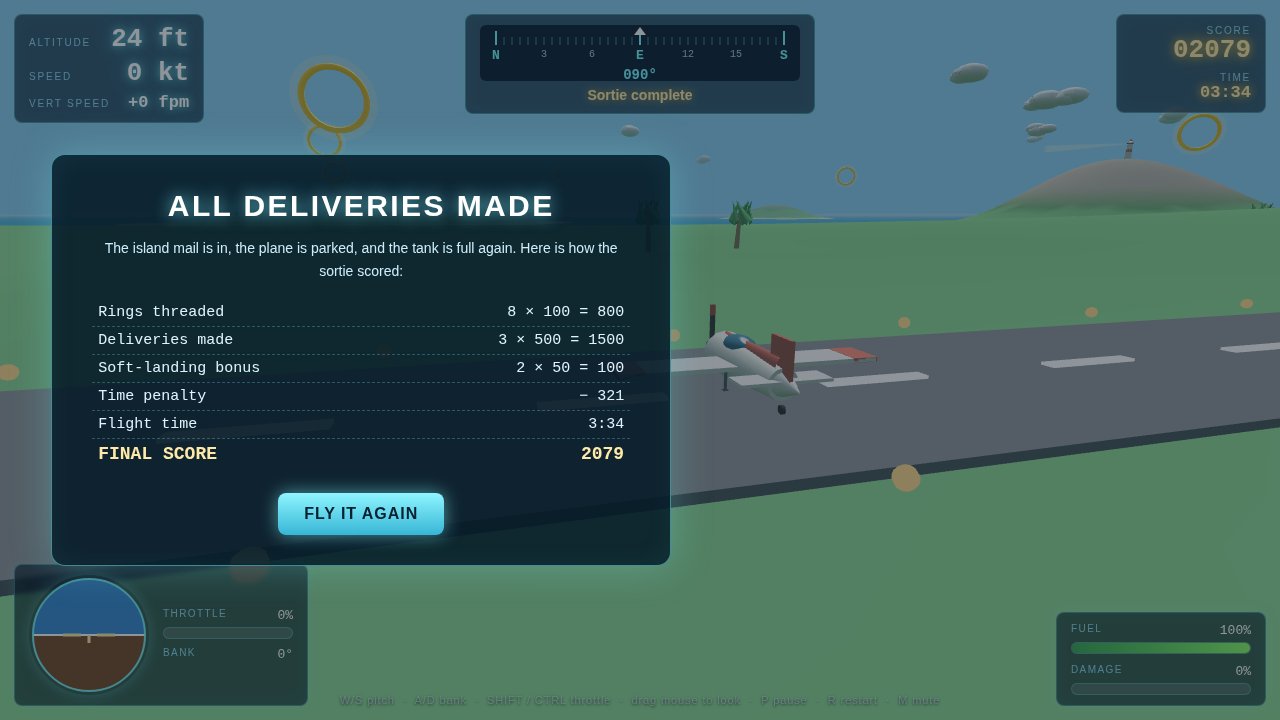 ALTITUDE 24 ft
SPEED 0 kt
VERT SPEED +0 fpm
N 3 6 E 12 15 S
090°
Sortie complete
SCORE
02079
TIME
03:34
ALL DELIVERIES MADE
The island mail is in, the plane is parked, and the tank is full again. Here is how the
sortie scored:
Rings threaded 8 × 100 = 800
Deliveries made 3 × 500 = 1500
Soft-landing bonus 2 × 50 = 100
Time penalty − 321
Flight time 3:34
FINAL SCORE 2079
FLY IT AGAIN
THROTTLE 0%
BANK 0°
FUEL 100%
DAMAGE 0%
W/S pitch · A/D bank · SHIFT / CTRL throttle · drag mouse to look · P pause · R restart · M mute